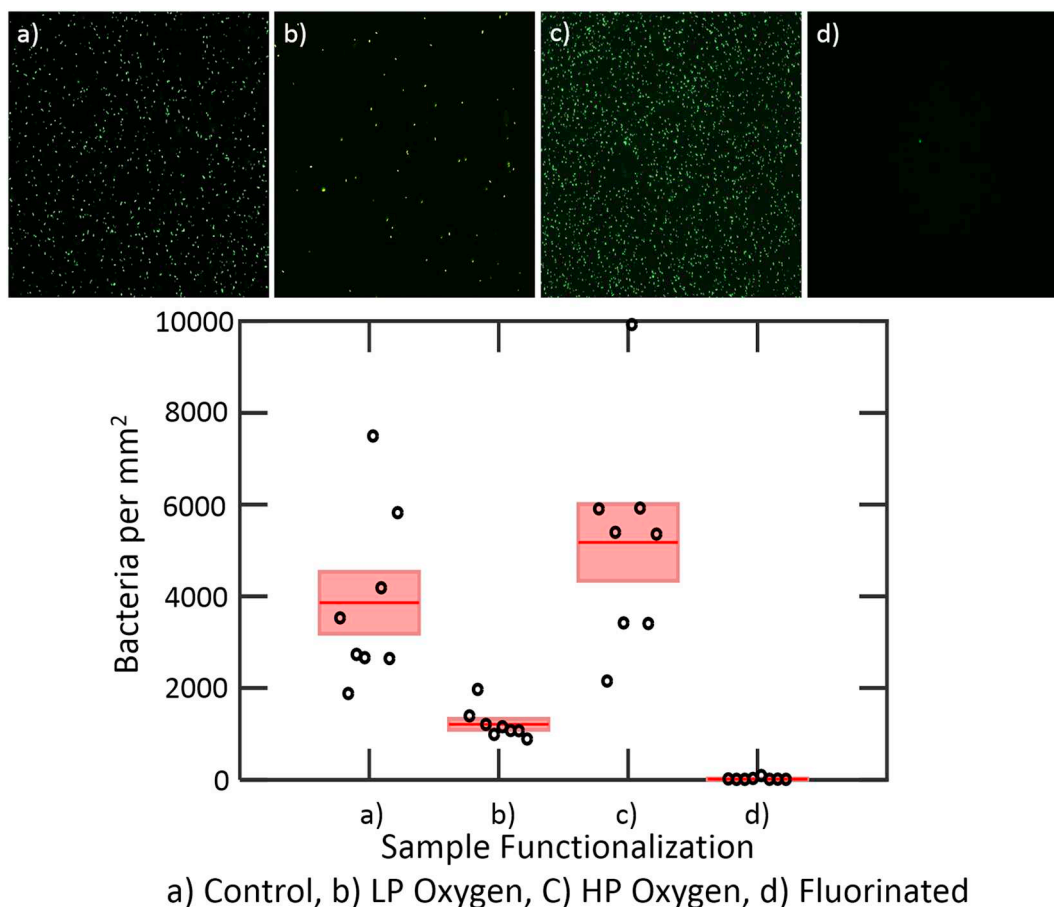 a) b) c) d)
10000
8000
6000
4000
2000
0
Bacteria per mm²
a) b) c) d)
Sample Functionalization
a) Control, b) LP Oxygen, C) HP Oxygen, d) Fluorinated